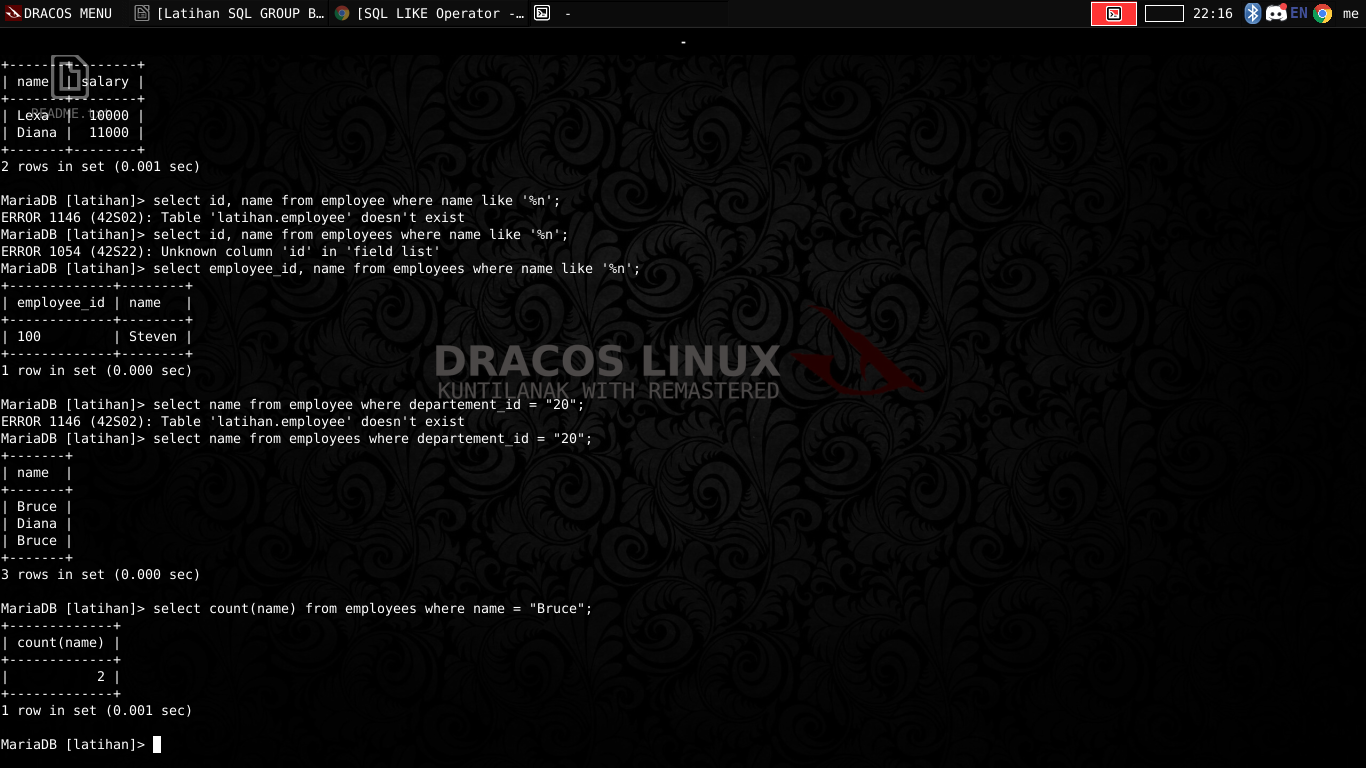 DRACOS MENU [Latihan SQL GROUP B… [SQL LIKE Operator -… - 22:16 EN me
-
README.
+-------+--------+
| name  | salary |
+-------+--------+
| Lexa  |  10000 |
| Diana |  11000 |
+-------+--------+
2 rows in set (0.001 sec)
MariaDB [latihan]> select id, name from employee where name like '%n';
ERROR 1146 (42S02): Table 'latihan.employee' doesn't exist
MariaDB [latihan]> select id, name from employees where name like '%n';
ERROR 1054 (42S22): Unknown column 'id' in 'field list'
MariaDB [latihan]> select employee_id, name from employees where name like '%n';
+-------------+--------+
| employee_id | name   |
+-------------+--------+
| 100         | Steven |
+-------------+--------+
1 row in set (0.000 sec)
DRACOS LINUX
KUNTILANAK WITH REMASTERED
MariaDB [latihan]> select name from employee where departement_id = "20";
ERROR 1146 (42S02): Table 'latihan.employee' doesn't exist
MariaDB [latihan]> select name from employees where departement_id = "20";
+-------+
| name  |
+-------+
| Bruce |
| Diana |
| Bruce |
+-------+
3 rows in set (0.000 sec)
MariaDB [latihan]> select count(name) from employees where name = "Bruce";
+-------------+
| count(name) |
+-------------+
|           2 |
+-------------+
1 row in set (0.001 sec)
MariaDB [latihan]>